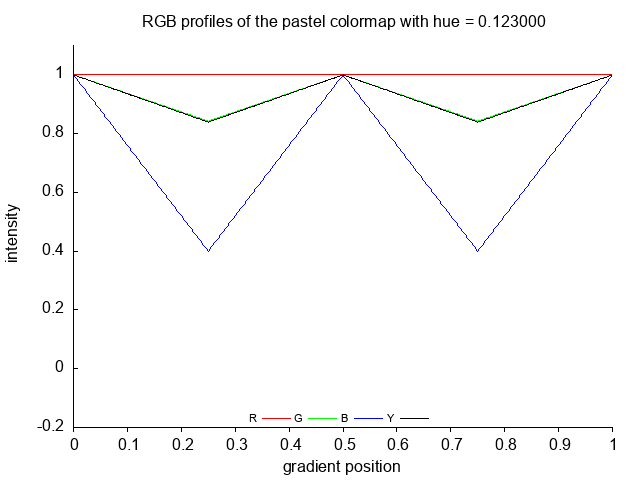 RGB profiles of the pastel colormap with hue = 0.123000
1
0.8
0.6
0.4
0.2
0
-0.2
intensity
R G B Y
0 0.1 0.2 0.3 0.4 0.5 0.6 0.7 0.8 0.9 1
gradient position